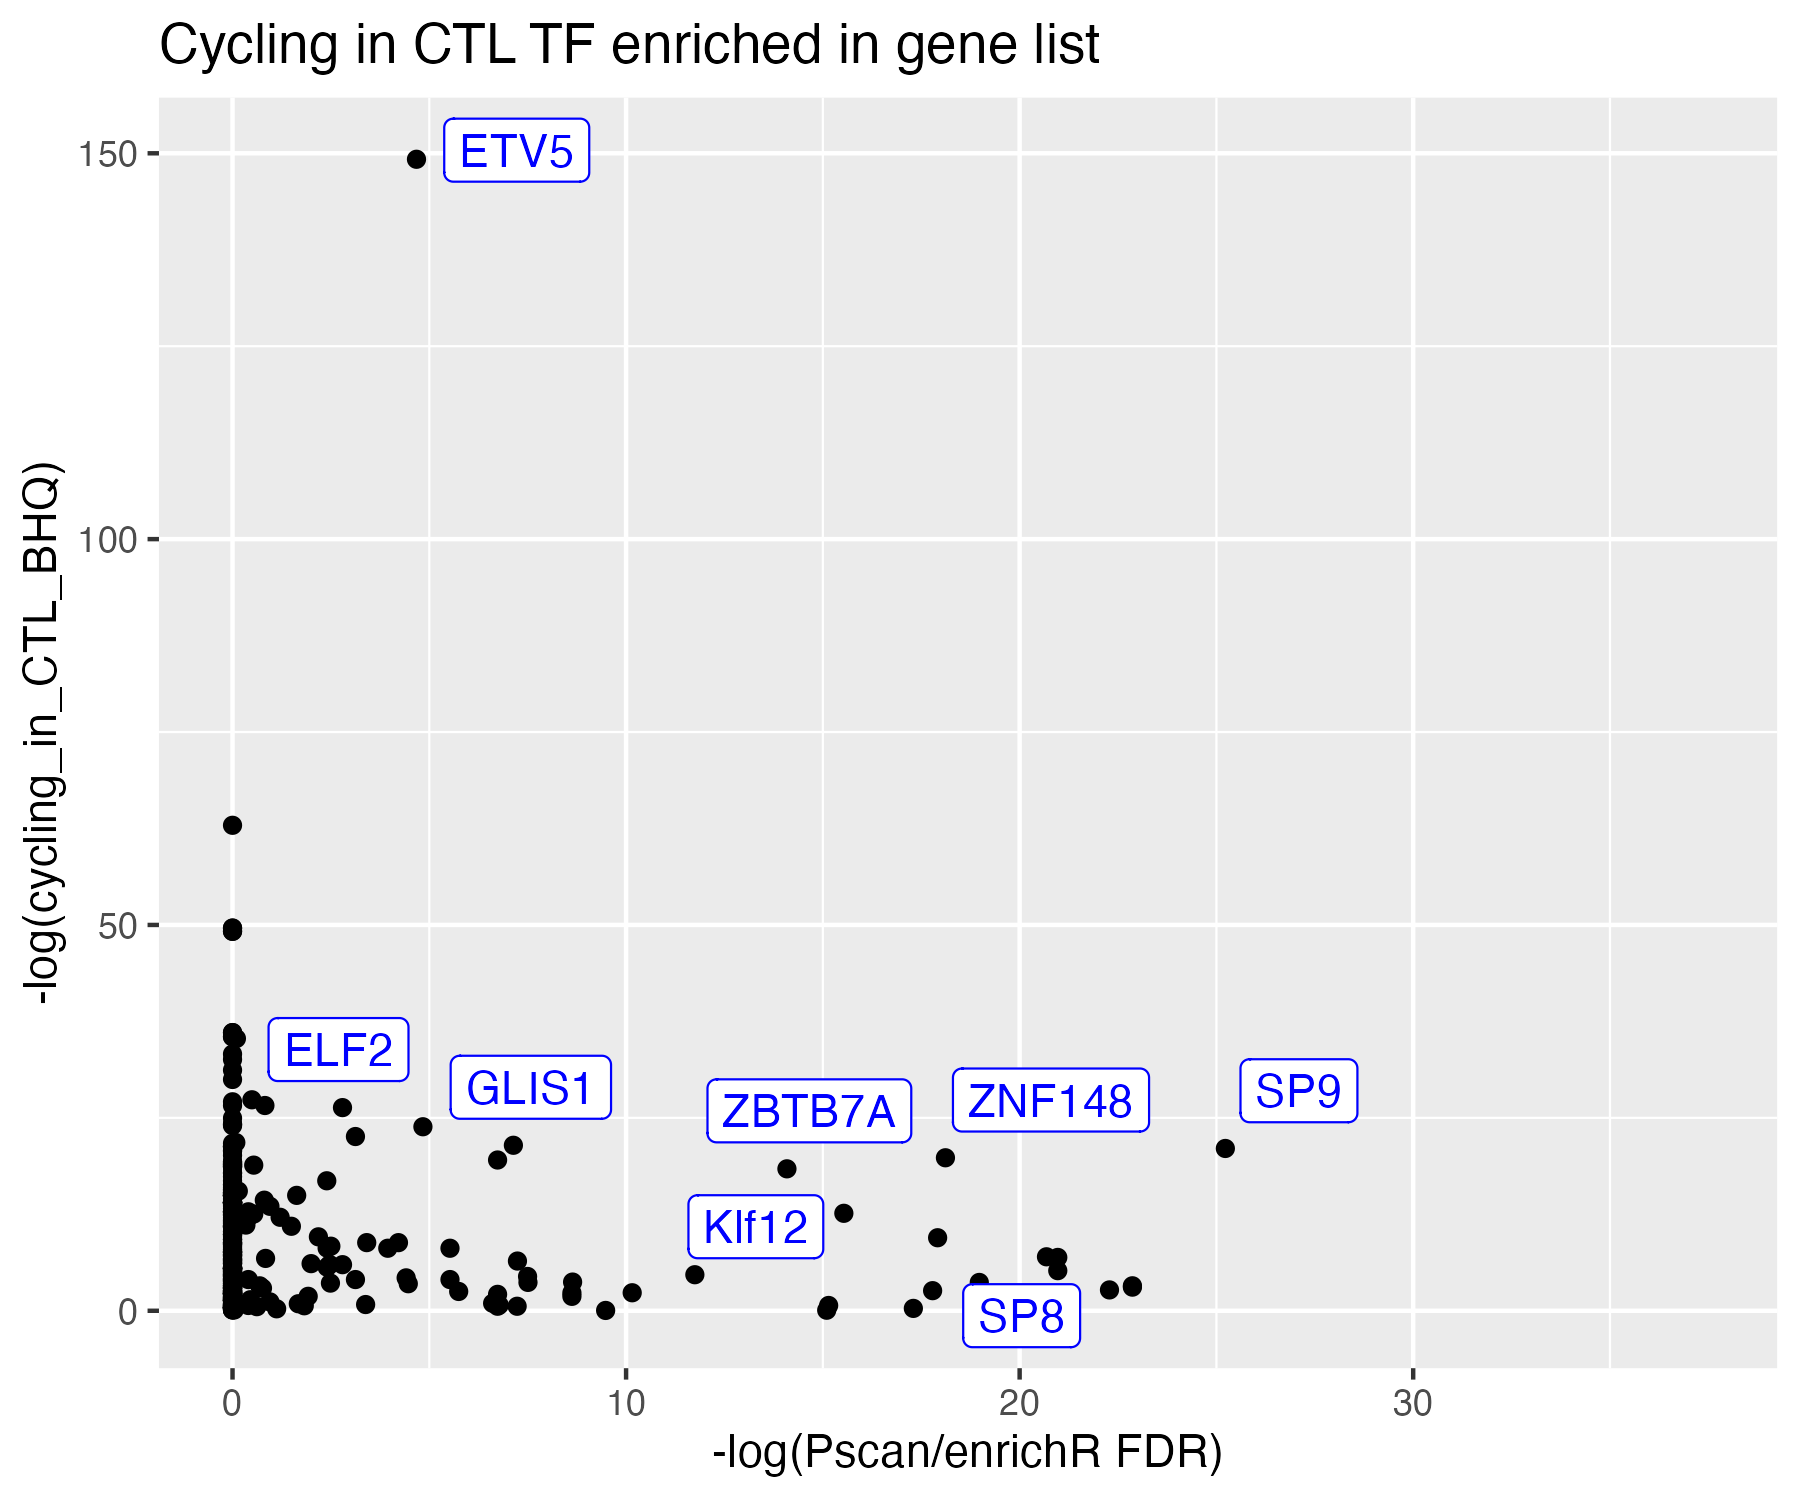 Cycling in CTL TF enriched in gene list
-log(cycling_in_CTL_BHQ)
150
100
50
0
ETV5
ELF2
GLIS1
ZBTB7A
ZNF148
SP9
Klf12
SP8
0 10 20 30
-log(Pscan/enrichR FDR)